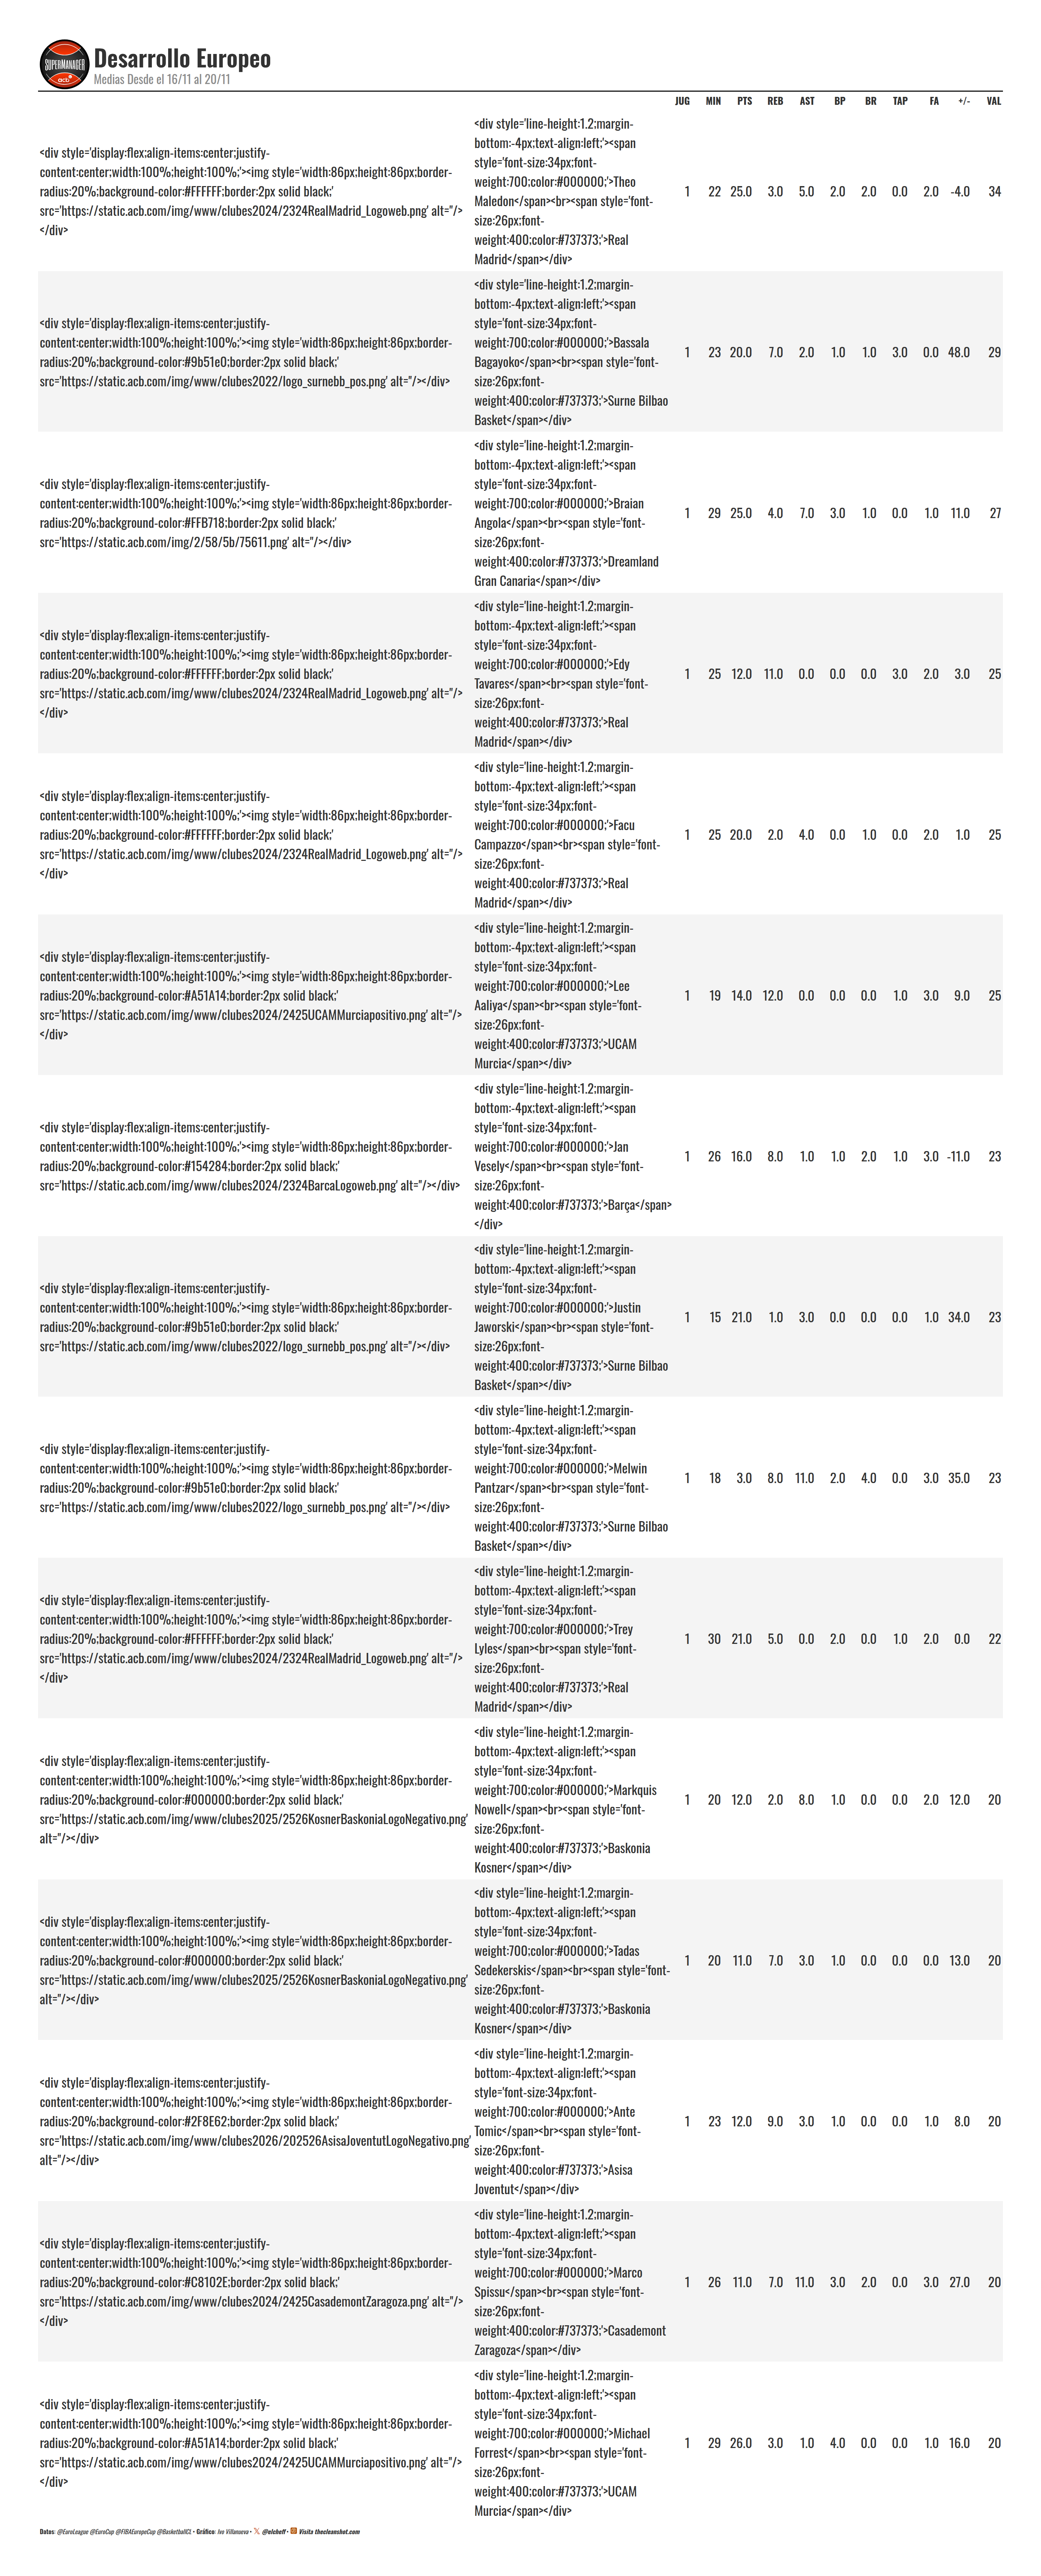 SUPERMANAGER
acb
Desarrollo Europeo
Medias Desde el 16/11 al 20/11
JUG MIN PTS REB AST BP BR TAP FA +/- VAL
<div style='display:flex;align-items:center;justify-
content:center;width:100%;height:100%;'><img style='width:86px;height:86px;border-
radius:20%;background-color:#FFFFFF;border:2px solid black;'
src='https://static.acb.com/img/www/clubes2024/2324RealMadrid_Logoweb.png' alt=''/>
</div>
<div style='line-height:1.2;margin-
bottom:-4px;text-align:left;'><span
style='font-size:34px;font-
weight:700;color:#000000;'>Theo
Maledon</span><br><span style='font-
size:26px;font-
weight:400;color:#737373;'>Real
Madrid</span></div>
1 22 25.0 3.0 5.0 2.0 2.0 0.0 2.0 -4.0 34
<div style='display:flex;align-items:center;justify-
content:center;width:100%;height:100%;'><img style='width:86px;height:86px;border-
radius:20%;background-color:#9b51e0;border:2px solid black;'
src='https://static.acb.com/img/www/clubes2022/logo_surnebb_pos.png' alt=''/></div>
<div style='line-height:1.2;margin-
bottom:-4px;text-align:left;'><span
style='font-size:34px;font-
weight:700;color:#000000;'>Bassala
Bagayoko</span><br><span style='font-
size:26px;font-
weight:400;color:#737373;'>Surne Bilbao
Basket</span></div>
1 23 20.0 7.0 2.0 1.0 1.0 3.0 0.0 48.0 29
<div style='display:flex;align-items:center;justify-
content:center;width:100%;height:100%;'><img style='width:86px;height:86px;border-
radius:20%;background-color:#FFB718;border:2px solid black;'
src='https://static.acb.com/img/2/58/5b/75611.png' alt=''/></div>
<div style='line-height:1.2;margin-
bottom:-4px;text-align:left;'><span
style='font-size:34px;font-
weight:700;color:#000000;'>Braian
Angola</span><br><span style='font-
size:26px;font-
weight:400;color:#737373;'>Dreamland
Gran Canaria</span></div>
1 29 25.0 4.0 7.0 3.0 1.0 0.0 1.0 11.0 27
<div style='display:flex;align-items:center;justify-
content:center;width:100%;height:100%;'><img style='width:86px;height:86px;border-
radius:20%;background-color:#FFFFFF;border:2px solid black;'
src='https://static.acb.com/img/www/clubes2024/2324RealMadrid_Logoweb.png' alt=''/>
</div>
<div style='line-height:1.2;margin-
bottom:-4px;text-align:left;'><span
style='font-size:34px;font-
weight:700;color:#000000;'>Edy
Tavares</span><br><span style='font-
size:26px;font-
weight:400;color:#737373;'>Real
Madrid</span></div>
1 25 12.0 11.0 0.0 0.0 0.0 3.0 2.0 3.0 25
<div style='display:flex;align-items:center;justify-
content:center;width:100%;height:100%;'><img style='width:86px;height:86px;border-
radius:20%;background-color:#FFFFFF;border:2px solid black;'
src='https://static.acb.com/img/www/clubes2024/2324RealMadrid_Logoweb.png' alt=''/>
</div>
<div style='line-height:1.2;margin-
bottom:-4px;text-align:left;'><span
style='font-size:34px;font-
weight:700;color:#000000;'>Facu
Campazzo</span><br><span style='font-
size:26px;font-
weight:400;color:#737373;'>Real
Madrid</span></div>
1 25 20.0 2.0 4.0 0.0 1.0 0.0 2.0 1.0 25
<div style='display:flex;align-items:center;justify-
content:center;width:100%;height:100%;'><img style='width:86px;height:86px;border-
radius:20%;background-color:#A51A14;border:2px solid black;'
src='https://static.acb.com/img/www/clubes2024/2425UCAMMurciapositivo.png' alt=''/>
</div>
<div style='line-height:1.2;margin-
bottom:-4px;text-align:left;'><span
style='font-size:34px;font-
weight:700;color:#000000;'>Lee
Aaliya</span><br><span style='font-
size:26px;font-
weight:400;color:#737373;'>UCAM
Murcia</span></div>
1 19 14.0 12.0 0.0 0.0 0.0 1.0 3.0 9.0 25
<div style='display:flex;align-items:center;justify-
content:center;width:100%;height:100%;'><img style='width:86px;height:86px;border-
radius:20%;background-color:#154284;border:2px solid black;'
src='https://static.acb.com/img/www/clubes2024/2324BarcaLogoweb.png' alt=''/></div>
<div style='line-height:1.2;margin-
bottom:-4px;text-align:left;'><span
style='font-size:34px;font-
weight:700;color:#000000;'>Jan
Vesely</span><br><span style='font-
size:26px;font-
weight:400;color:#737373;'>Barça</span>
</div>
1 26 16.0 8.0 1.0 1.0 2.0 1.0 3.0 -11.0 23
<div style='display:flex;align-items:center;justify-
content:center;width:100%;height:100%;'><img style='width:86px;height:86px;border-
radius:20%;background-color:#9b51e0;border:2px solid black;'
src='https://static.acb.com/img/www/clubes2022/logo_surnebb_pos.png' alt=''/></div>
<div style='line-height:1.2;margin-
bottom:-4px;text-align:left;'><span
style='font-size:34px;font-
weight:700;color:#000000;'>Justin
Jaworski</span><br><span style='font-
size:26px;font-
weight:400;color:#737373;'>Surne Bilbao
Basket</span></div>
1 15 21.0 1.0 3.0 0.0 0.0 0.0 1.0 34.0 23
<div style='display:flex;align-items:center;justify-
content:center;width:100%;height:100%;'><img style='width:86px;height:86px;border-
radius:20%;background-color:#9b51e0;border:2px solid black;'
src='https://static.acb.com/img/www/clubes2022/logo_surnebb_pos.png' alt=''/></div>
<div style='line-height:1.2;margin-
bottom:-4px;text-align:left;'><span
style='font-size:34px;font-
weight:700;color:#000000;'>Melwin
Pantzar</span><br><span style='font-
size:26px;font-
weight:400;color:#737373;'>Surne Bilbao
Basket</span></div>
1 18 3.0 8.0 11.0 2.0 4.0 0.0 3.0 35.0 23
<div style='display:flex;align-items:center;justify-
content:center;width:100%;height:100%;'><img style='width:86px;height:86px;border-
radius:20%;background-color:#FFFFFF;border:2px solid black;'
src='https://static.acb.com/img/www/clubes2024/2324RealMadrid_Logoweb.png' alt=''/>
</div>
<div style='line-height:1.2;margin-
bottom:-4px;text-align:left;'><span
style='font-size:34px;font-
weight:700;color:#000000;'>Trey
Lyles</span><br><span style='font-
size:26px;font-
weight:400;color:#737373;'>Real
Madrid</span></div>
1 30 21.0 5.0 0.0 2.0 0.0 1.0 2.0 0.0 22
<div style='display:flex;align-items:center;justify-
content:center;width:100%;height:100%;'><img style='width:86px;height:86px;border-
radius:20%;background-color:#000000;border:2px solid black;'
src='https://static.acb.com/img/www/clubes2025/2526KosnerBaskoniaLogoNegativo.png'
alt=''/></div>
<div style='line-height:1.2;margin-
bottom:-4px;text-align:left;'><span
style='font-size:34px;font-
weight:700;color:#000000;'>Markquis
Nowell</span><br><span style='font-
size:26px;font-
weight:400;color:#737373;'>Baskonia
Kosner</span></div>
1 20 12.0 2.0 8.0 1.0 0.0 0.0 2.0 12.0 20
<div style='display:flex;align-items:center;justify-
content:center;width:100%;height:100%;'><img style='width:86px;height:86px;border-
radius:20%;background-color:#000000;border:2px solid black;'
src='https://static.acb.com/img/www/clubes2025/2526KosnerBaskoniaLogoNegativo.png'
alt=''/></div>
<div style='line-height:1.2;margin-
bottom:-4px;text-align:left;'><span
style='font-size:34px;font-
weight:700;color:#000000;'>Tadas
Sedekerskis</span><br><span style='font-
size:26px;font-
weight:400;color:#737373;'>Baskonia
Kosner</span></div>
1 20 11.0 7.0 3.0 1.0 0.0 0.0 0.0 13.0 20
<div style='display:flex;align-items:center;justify-
content:center;width:100%;height:100%;'><img style='width:86px;height:86px;border-
radius:20%;background-color:#2F8E62;border:2px solid black;'
src='https://static.acb.com/img/www/clubes2026/202526AsisaJoventutLogoNegativo.png'
alt=''/></div>
<div style='line-height:1.2;margin-
bottom:-4px;text-align:left;'><span
style='font-size:34px;font-
weight:700;color:#000000;'>Ante
Tomic</span><br><span style='font-
size:26px;font-
weight:400;color:#737373;'>Asisa
Joventut</span></div>
1 23 12.0 9.0 3.0 1.0 0.0 0.0 1.0 8.0 20
<div style='display:flex;align-items:center;justify-
content:center;width:100%;height:100%;'><img style='width:86px;height:86px;border-
radius:20%;background-color:#C8102E;border:2px solid black;'
src='https://static.acb.com/img/www/clubes2024/2425CasademontZaragoza.png' alt=''/>
</div>
<div style='line-height:1.2;margin-
bottom:-4px;text-align:left;'><span
style='font-size:34px;font-
weight:700;color:#000000;'>Marco
Spissu</span><br><span style='font-
size:26px;font-
weight:400;color:#737373;'>Casademont
Zaragoza</span></div>
1 26 11.0 7.0 11.0 3.0 2.0 0.0 3.0 27.0 20
<div style='display:flex;align-items:center;justify-
content:center;width:100%;height:100%;'><img style='width:86px;height:86px;border-
radius:20%;background-color:#A51A14;border:2px solid black;'
src='https://static.acb.com/img/www/clubes2024/2425UCAMMurciapositivo.png' alt=''/>
</div>
<div style='line-height:1.2;margin-
bottom:-4px;text-align:left;'><span
style='font-size:34px;font-
weight:700;color:#000000;'>Michael
Forrest</span><br><span style='font-
size:26px;font-
weight:400;color:#737373;'>UCAM
Murcia</span></div>
1 29 26.0 3.0 1.0 4.0 0.0 0.0 1.0 16.0 20
Datos: @EuroLeague @EuroCup @FIBAEuropeCup @BasketballCL • Gráfico: Ivo Villanueva • X @elcheff • Visita thecleanshot.com